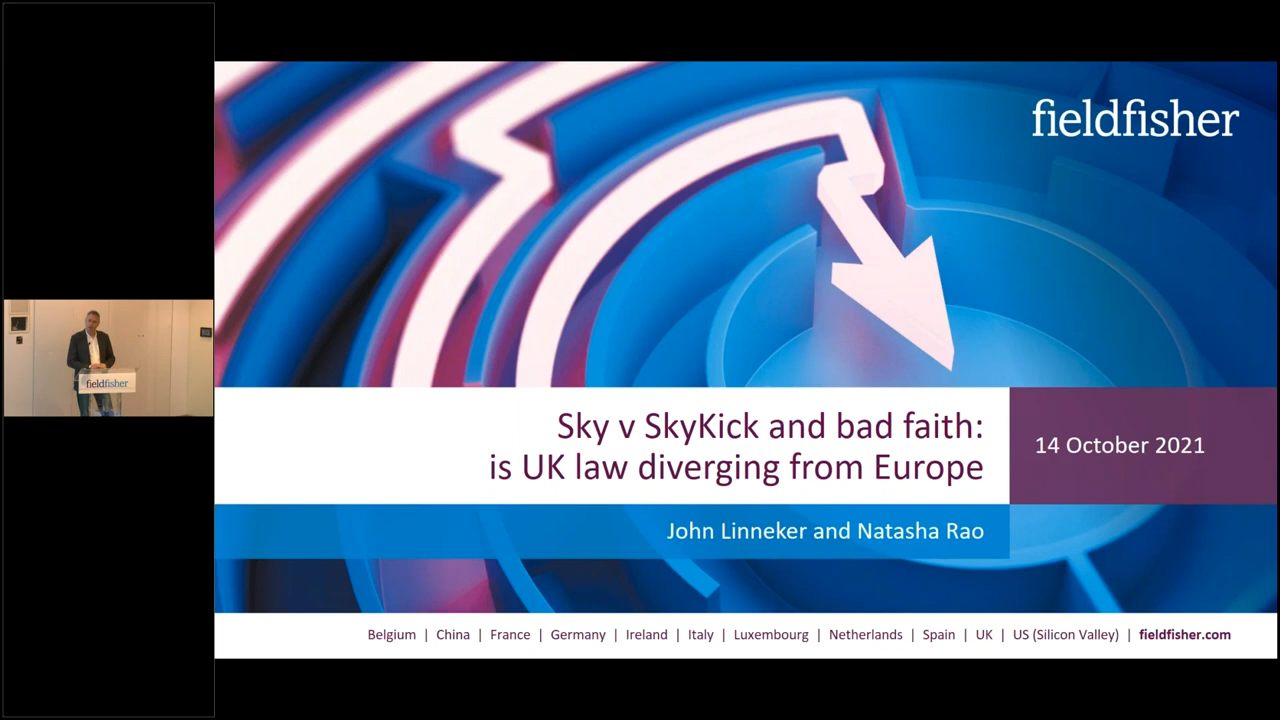 fieldfisher
fieldfisher
Sky v SkyKick and bad faith:
is UK law diverging from Europe
14 October 2021
John Linneker and Natasha Rao
Belgium | China | France | Germany | Ireland | Italy | Luxembourg | Netherlands | Spain | UK | US (Silicon Valley) | fieldfisher.com